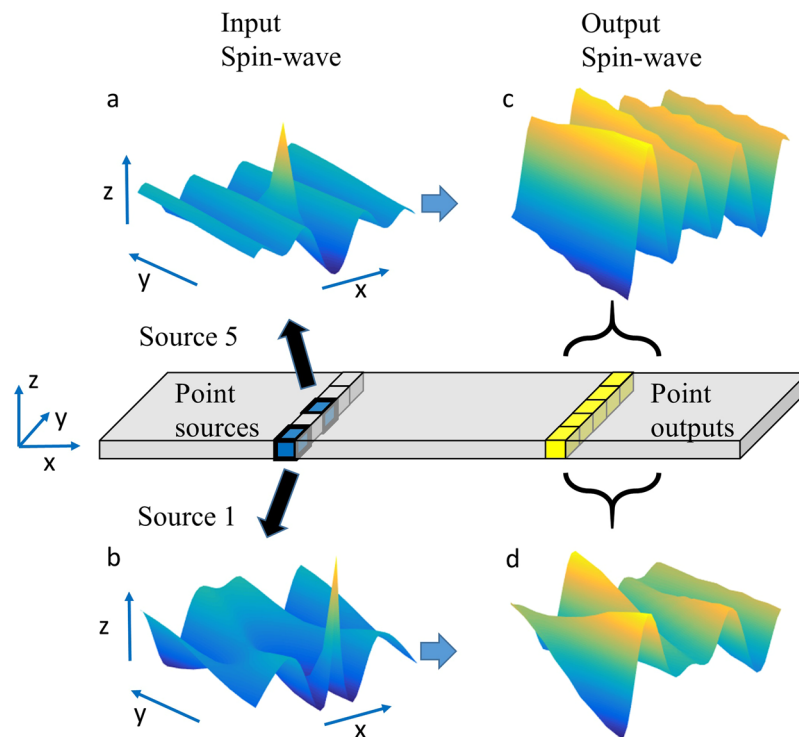 Input
Spin-wave
Output
Spin-wave
a
c
z
y
x
Source 5
z
y
x
Point
sources
Point
outputs
Source 1
b
d
z
y
x